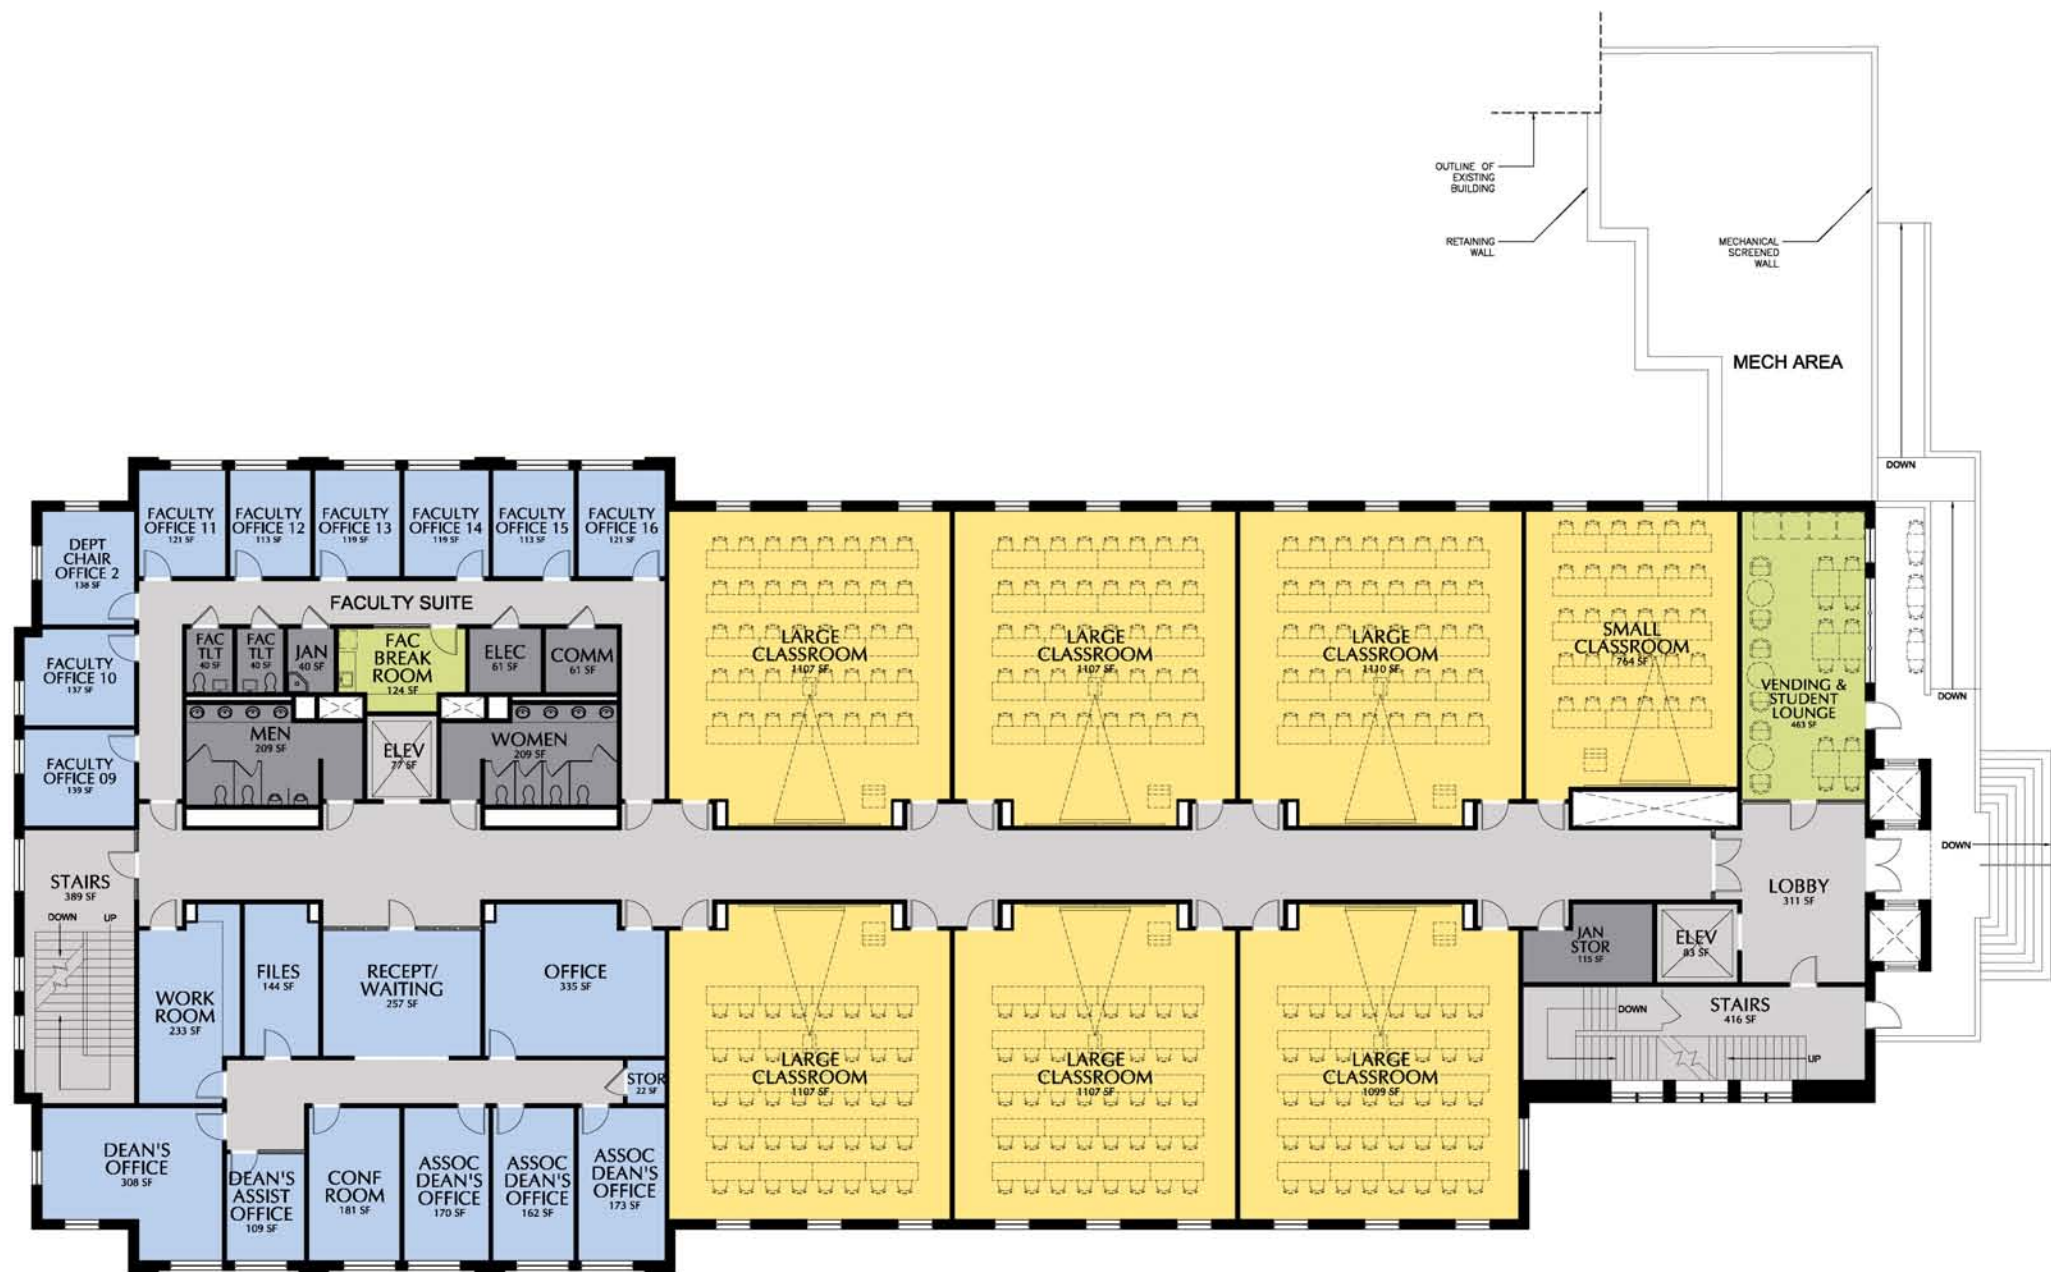 OUTLINE OF
EXISTING
BUILDING
RETAINING
WALL
MECHANICAL
SCREENED
WALL
MECH AREA
DOWN
DOWN
DOWN
FACULTY
OFFICE 11
121 SF
FACULTY
OFFICE 12
113 SF
FACULTY
OFFICE 13
119 SF
FACULTY
OFFICE 14
119 SF
FACULTY
OFFICE 15
113 SF
FACULTY
OFFICE 16
121 SF
DEPT
CHAIR
OFFICE 2
138 SF
FACULTY SUITE
FACULTY
OFFICE 10
137 SF
FAC
TLT
40 SF
FAC
TLT
40 SF
JAN
40 SF
FAC
BREAK
ROOM
124 SF
ELEC
61 SF
COMM
61 SF
LARGE
CLASSROOM
1107 SF
LARGE
CLASSROOM
1107 SF
LARGE
CLASSROOM
1110 SF
SMALL
CLASSROOM
764 SF
VENDING &
STUDENT
LOUNGE
463 SF
FACULTY
OFFICE 09
139 SF
MEN
209 SF
ELEV
77 SF
WOMEN
209 SF
STAIRS
389 SF
DOWN
UP
LOBBY
311 SF
WORK
ROOM
233 SF
FILES
144 SF
RECEPT/
WAITING
257 SF
OFFICE
335 SF
JAN
STOR
115 SF
ELEV
83 SF
STAIRS
416 SF
DOWN
UP
STOR
22 SF
LARGE
CLASSROOM
1107 SF
LARGE
CLASSROOM
1107 SF
LARGE
CLASSROOM
1099 SF
DEAN'S
OFFICE
308 SF
DEAN'S
ASSIST
OFFICE
109 SF
CONF
ROOM
181 SF
ASSOC
DEAN'S
OFFICE
170 SF
ASSOC
DEAN'S
OFFICE
162 SF
ASSOC
DEAN'S
OFFICE
173 SF